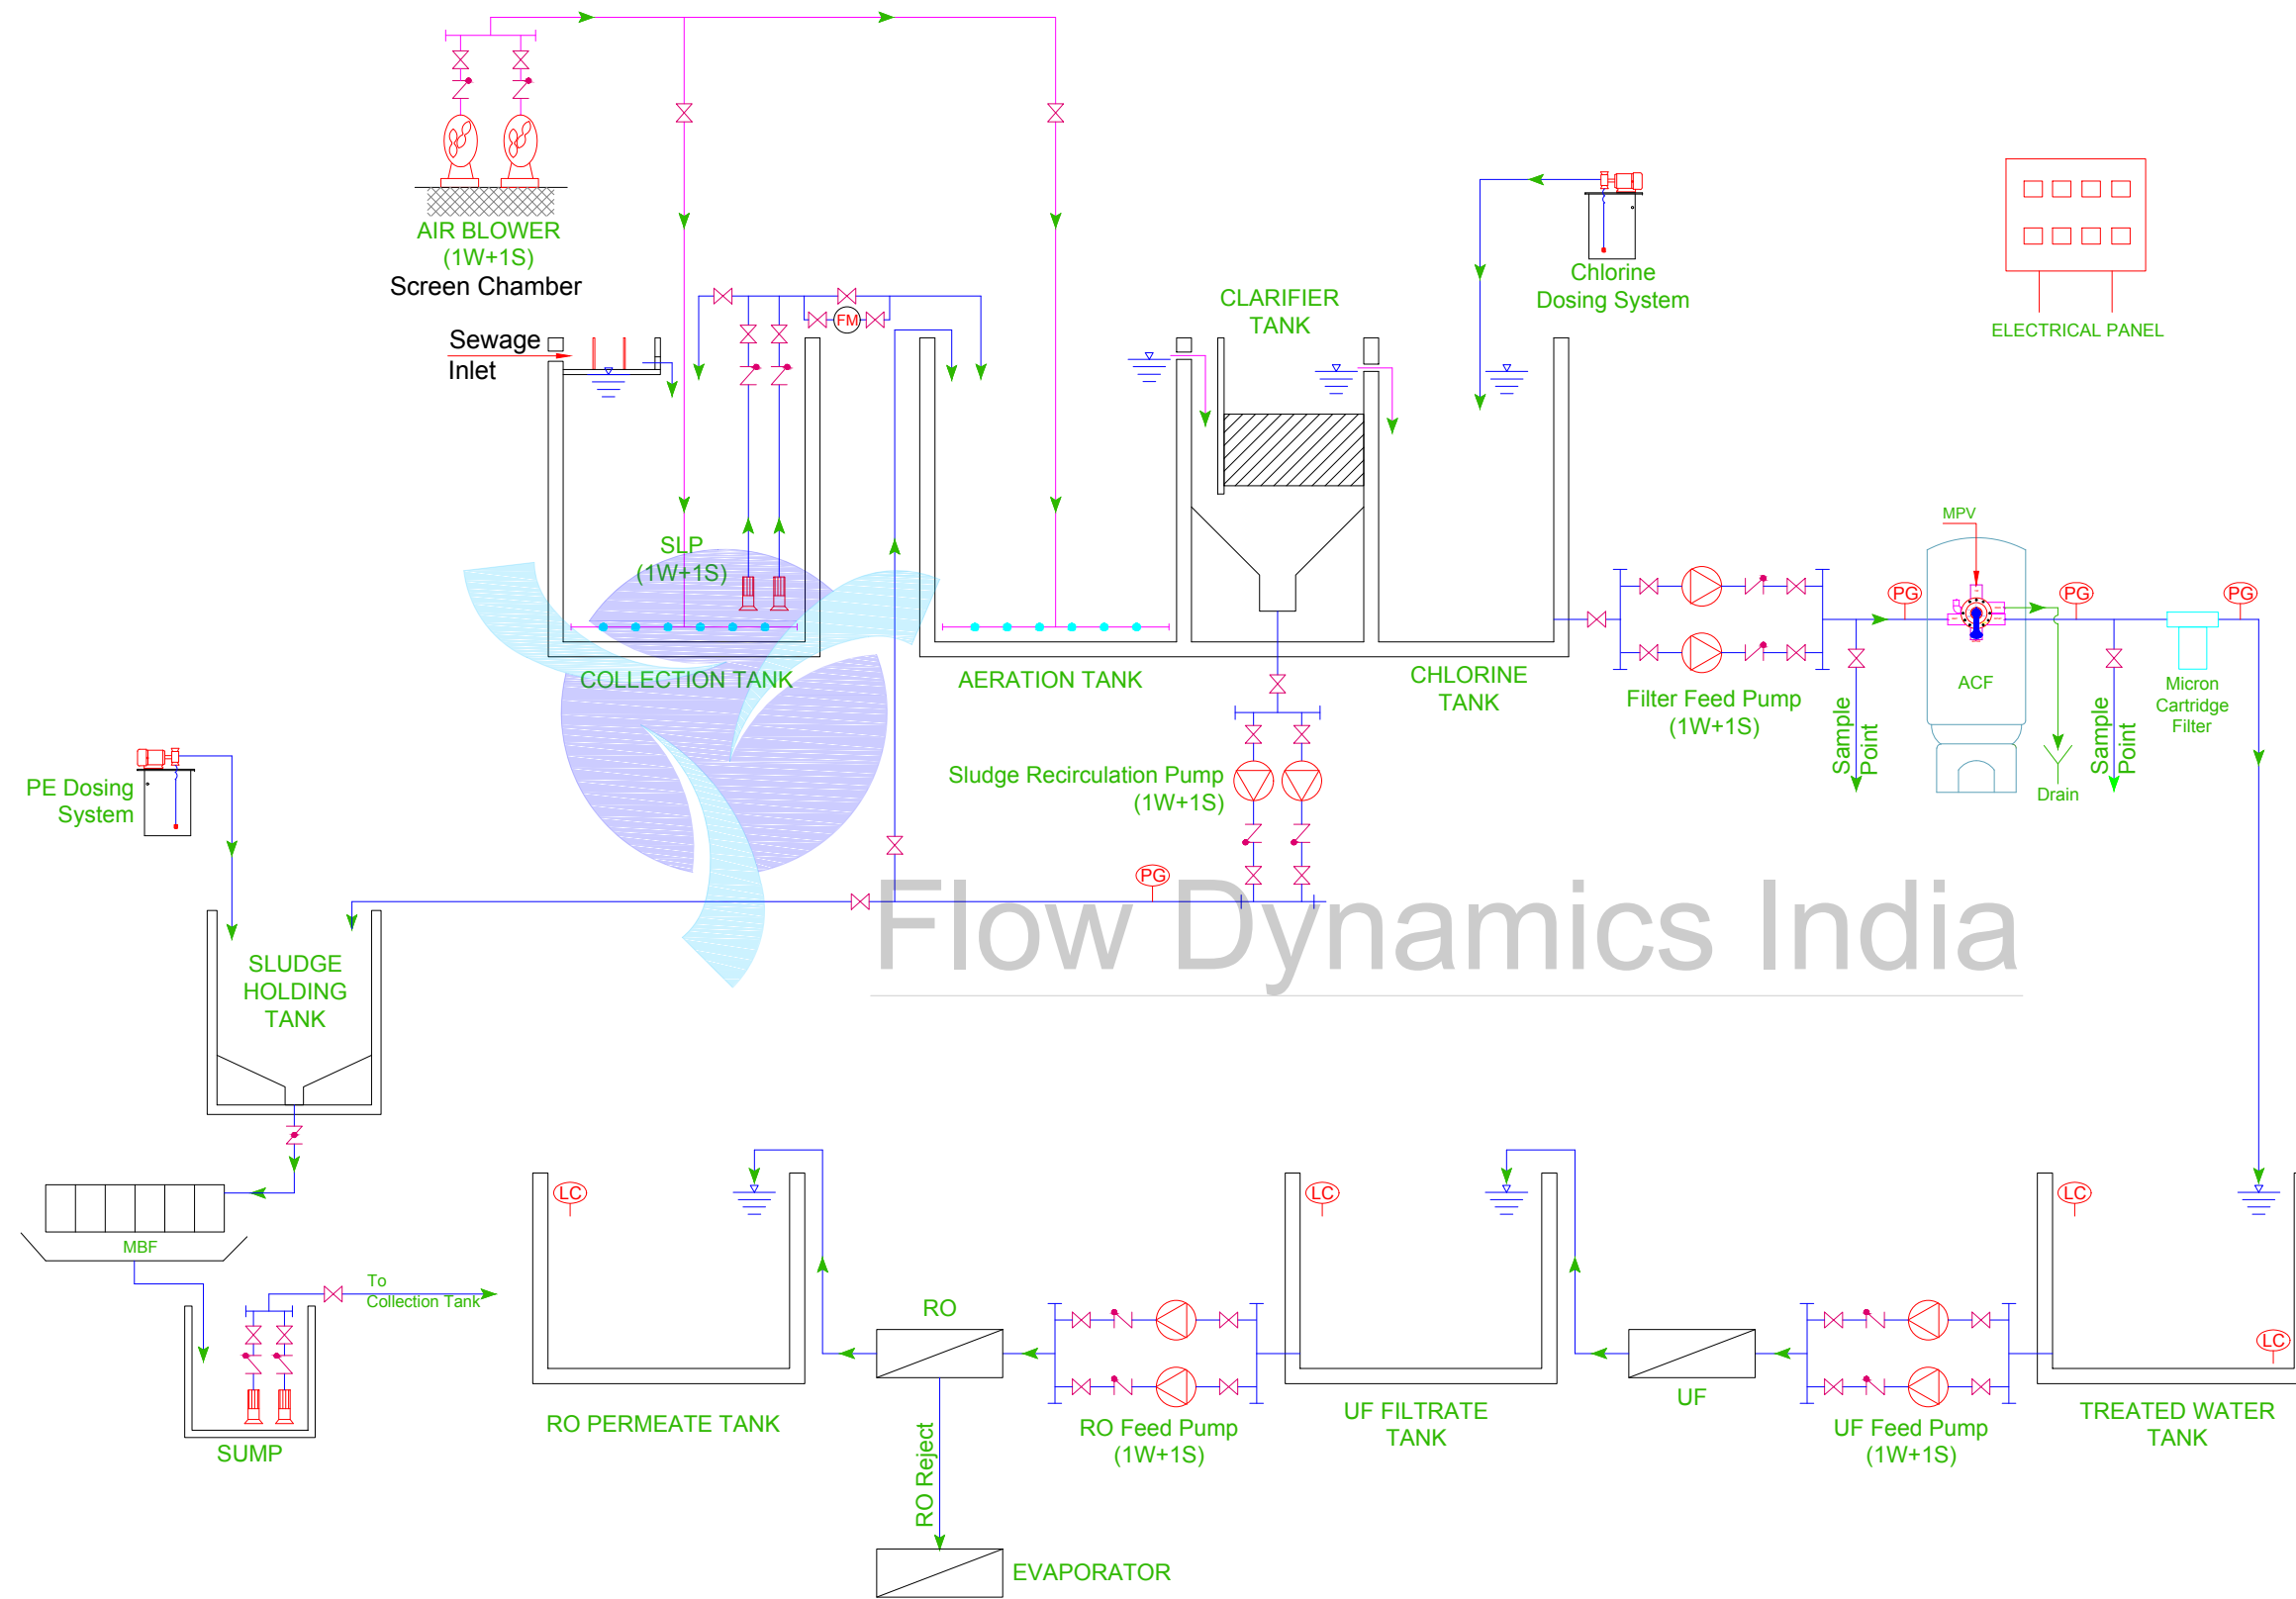 AIR BLOWER
(1W+1S)
Screen Chamber
Sewage
Inlet
FM
CLARIFIER
TANK
Chlorine
Dosing System
ELECTRICAL PANEL
SLP
(1W+1S)
COLLECTION TANK
AERATION TANK
CHLORINE
TANK
Filter Feed Pump
(1W+1S)
PG
MPV
ACF
PG
PG
Sample
Point
Drain
Sample
Point
Micron
Cartridge
Filter
PE Dosing
System
Sludge Recirculation Pump
(1W+1S)
PG
Flow Dynamics India
SLUDGE
HOLDING
TANK
MBF
To
Collection Tank
SUMP
LC
RO PERMEATE TANK
RO
RO Reject
EVAPORATOR
RO Feed Pump
(1W+1S)
LC
UF FILTRATE
TANK
UF
UF Feed Pump
(1W+1S)
LC
LC
TREATED WATER
TANK